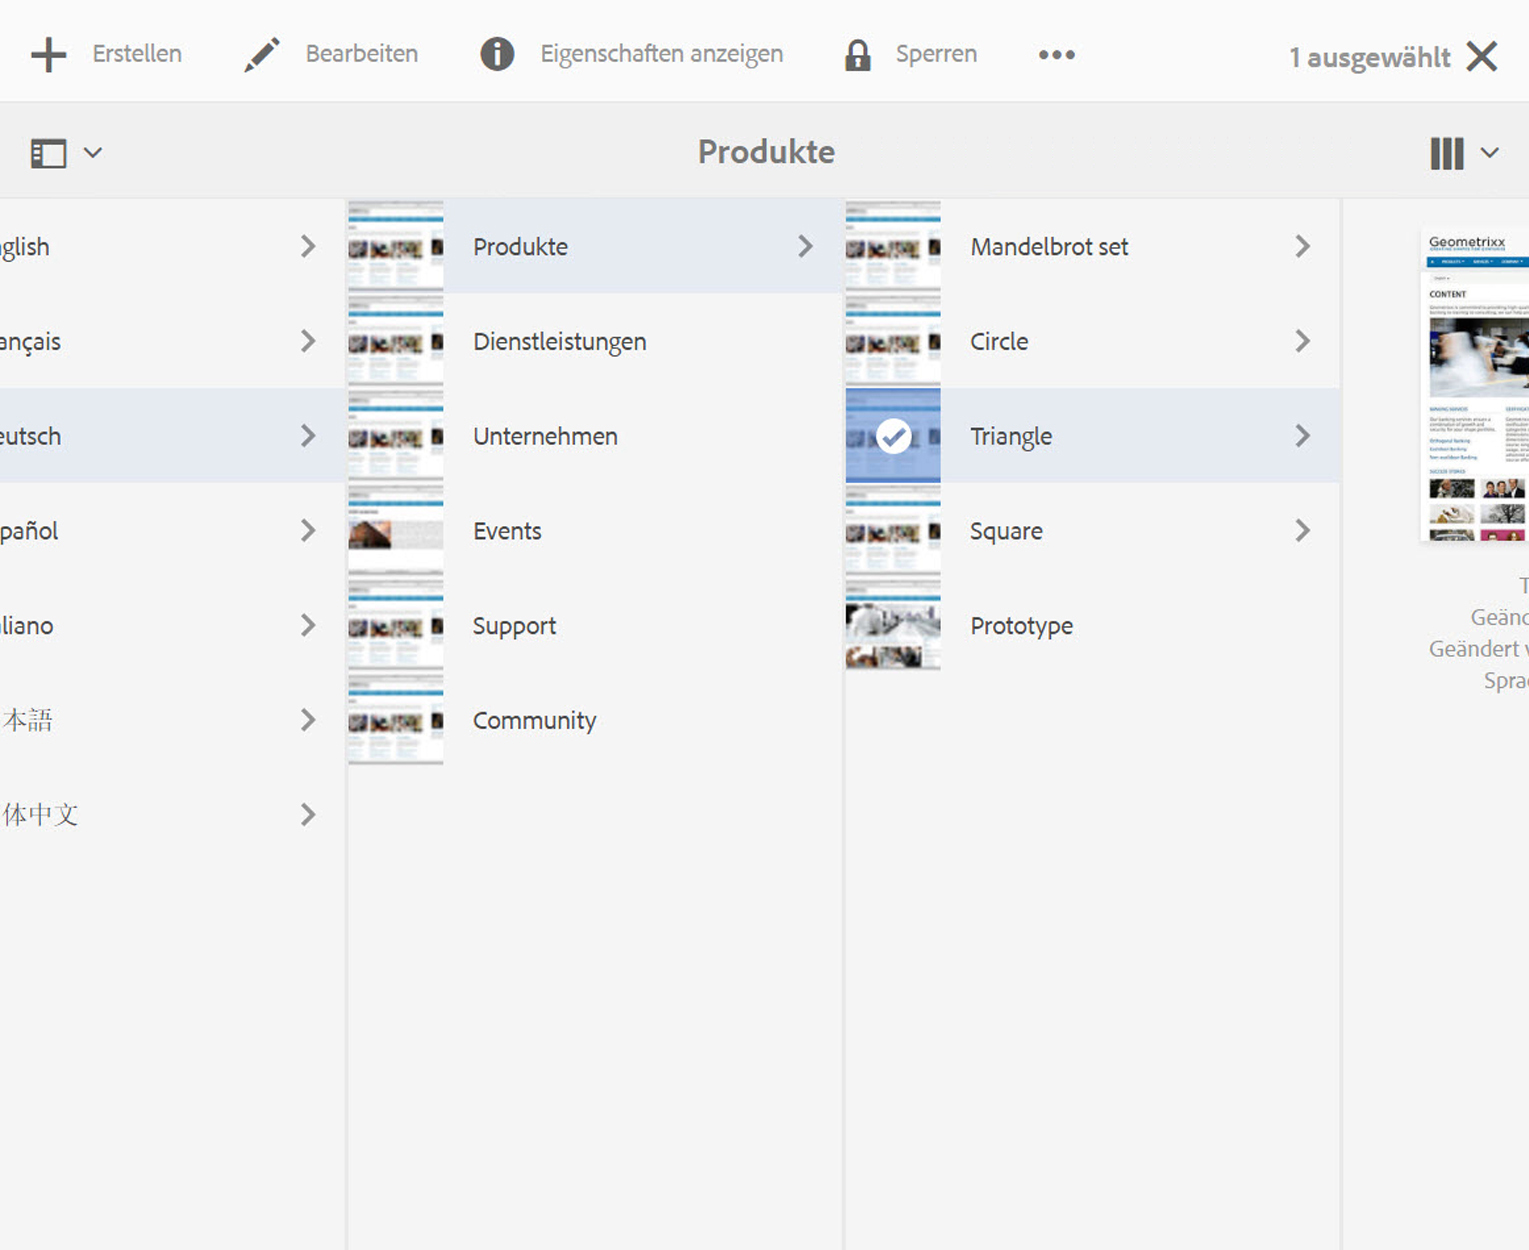 Erstellen Bearbeiten Eigenschaften anzeigen Sperren 1 ausgewählt
Produkte
glish
ançais
eutsch
pañol
liano
本語
体中文
Produkte
Dienstleistungen
Unternehmen
Events
Support
Community
Mandelbrot set
Circle
Triangle
Square
Prototype
Geometrixx
CONTENT
T
Geänd
Geändert v
Sprac